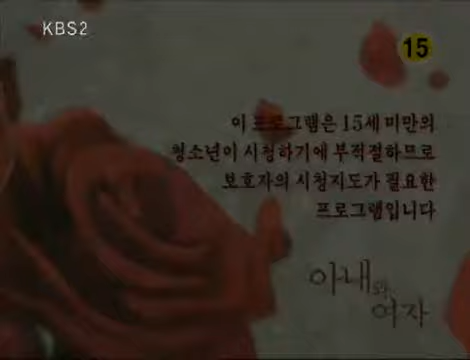 KBS2
15
이 프로그램은 15세 미만의
청소년이 시청하기에 부적절하므로
보호자의 시청지도가 필요한
프로그램입니다
아내와
여자